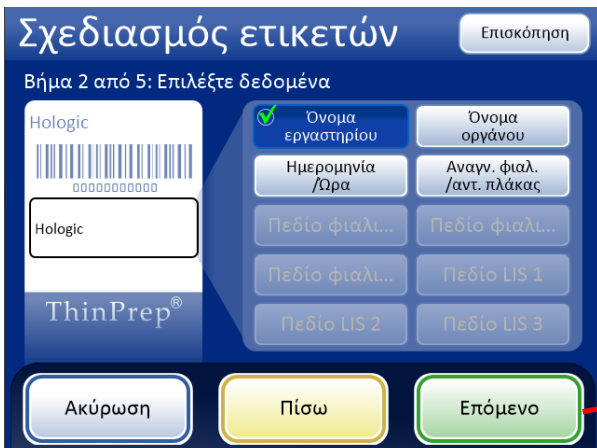 Σχεδιασμός ετικετών
Επισκόπηση
Βήμα 2 από 5: Επιλέξτε δεδομένα
Hologic
00000000000
Hologic
ThinPrep®
Όνομα
εργαστηρίου
Όνομα
οργάνου
Ημερομηνία
/Ώρα
Αναγν. φιαλ.
/αντ. πλάκας
Πεδίο φιαλι...
Πεδίο φιαλι...
Πεδίο φιαλι...
Πεδίο LIS 1
Πεδίο LIS 2
Πεδίο LIS 3
Ακύρωση
Πίσω
Επόμενο